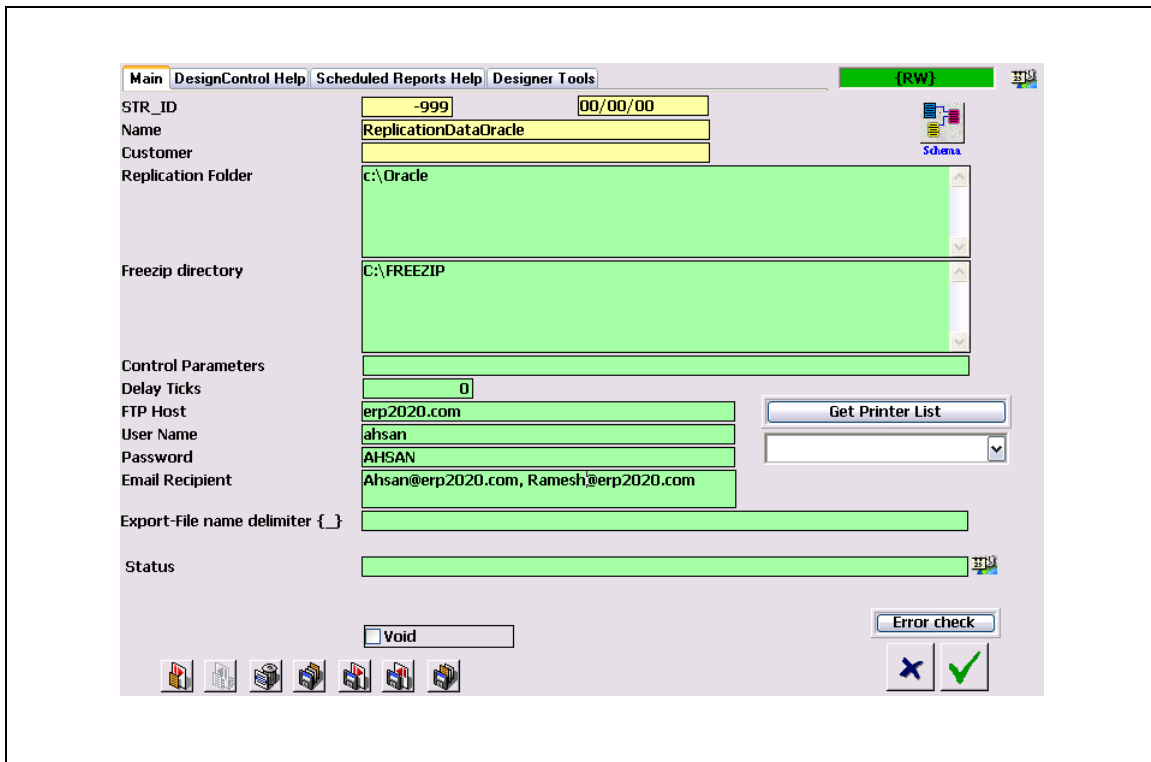 Main DesignControl Help Scheduled Reports Help Designer Tools {RW}
STR_ID -999 00/00/00
Name ReplicationDataOracle
Schema
Customer
Replication Folder c:\Oracle
Freezip directory C:\FREEZIP
Control Parameters
Delay Ticks 0
FTP Host erp2020.com Get Printer List
User Name ahsan
Password AHSAN
Email Recipient Ahsan@erp2020.com, Ramesh@erp2020.com
Export-File name delimiter {_}
Status
Error check
Void